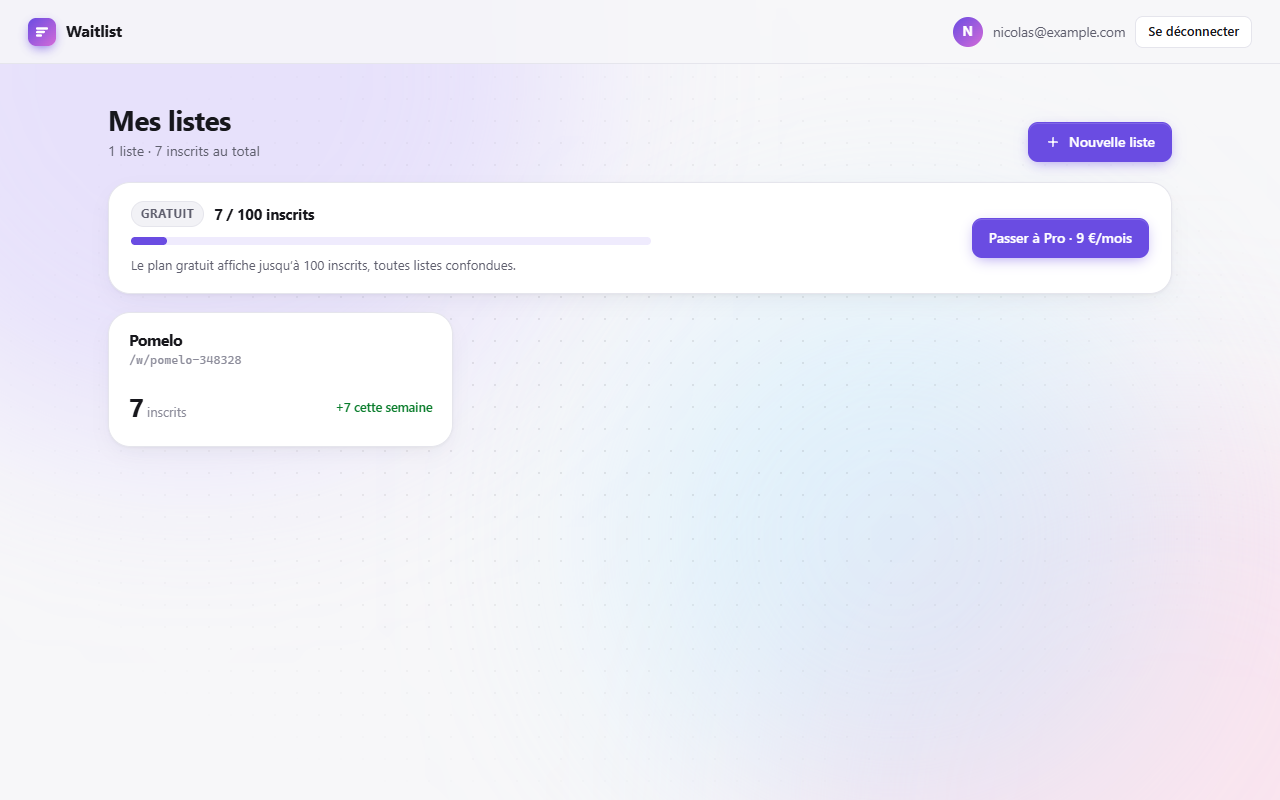 Waitlist
N
nicolas@example.com
Se déconnecter
Mes listes
1 liste · 7 inscrits au total
+ Nouvelle liste
GRATUIT
7 / 100 inscrits
Le plan gratuit affiche jusqu'à 100 inscrits, toutes listes confondues.
Passer à Pro · 9 €/mois
Pomelo
/w/pomelo-348328
7 inscrits
+7 cette semaine